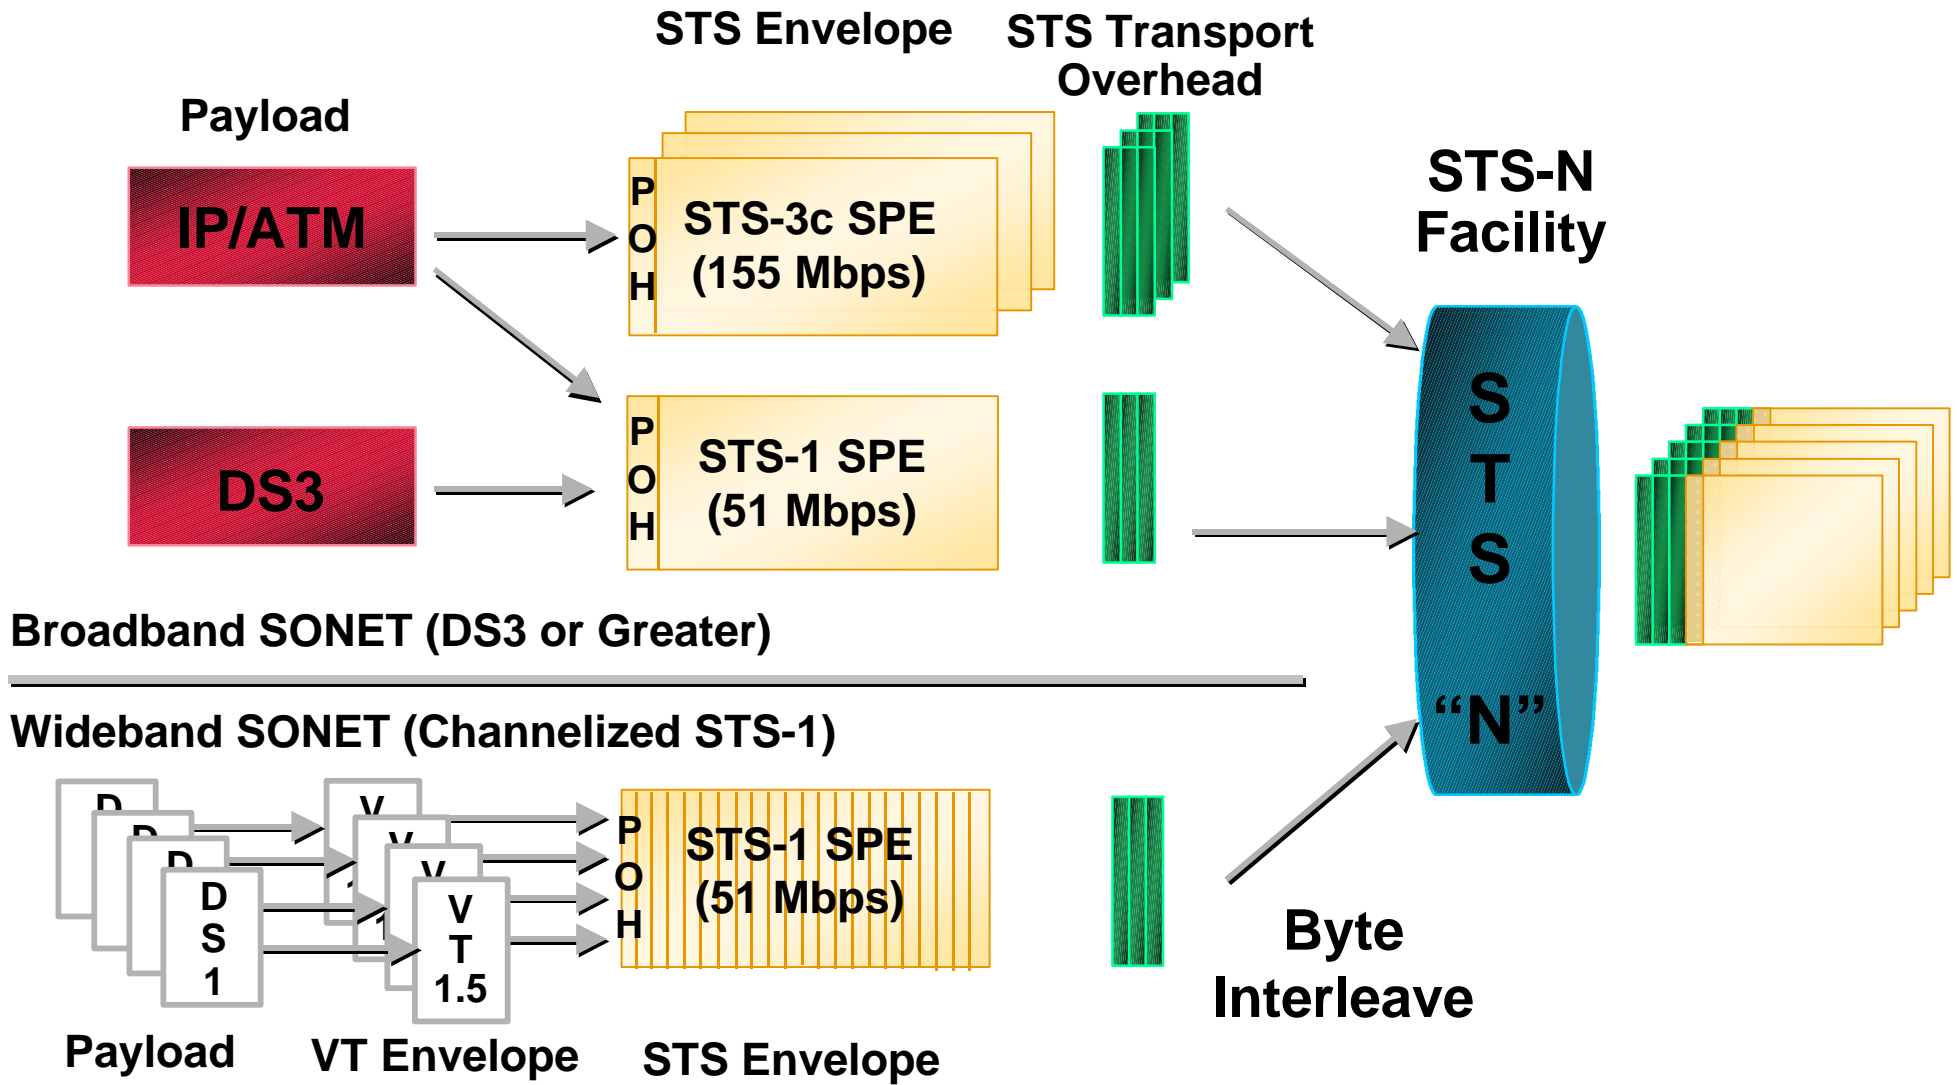 STS Envelope
STS Transport
Overhead
Payload
STS-N
Facility
IP/ATM
P
O
H
STS-3c SPE
(155 Mbps)
DS3
P
O
H
STS-1 SPE
(51 Mbps)
S
T
S
"N"
Broadband SONET (DS3 or Greater)
Wideband SONET (Channelized STS-1)
D
D
D
D
S
1
V
1
V
V
1
V
T
1.5
P
O
H
STS-1 SPE
(51 Mbps)
Byte
Interleave
Payload
VT Envelope
STS Envelope